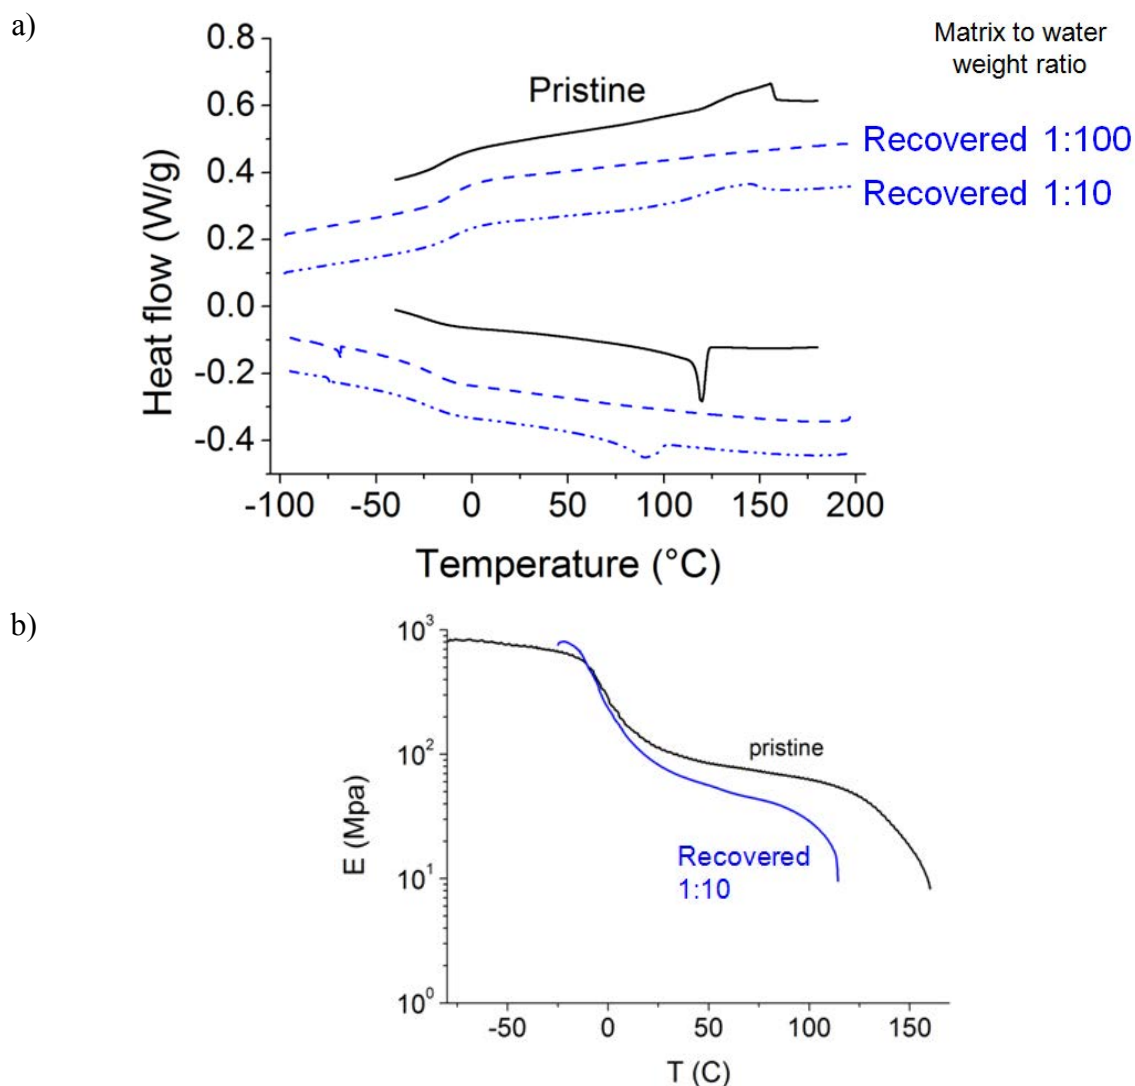 a)
Matrix to water
weight ratio
Pristine
Recovered 1:100
Recovered 1:10
0.8
0.6
0.4
0.2
0.0
-0.2
-0.4
Heat flow (W/g)
-100 -50 0 50 100 150 200
Temperature (°C)
b)
10³
10²
10¹
10⁰
E (Mpa)
pristine
Recovered
1:10
-50 0 50 100 150
T (C)